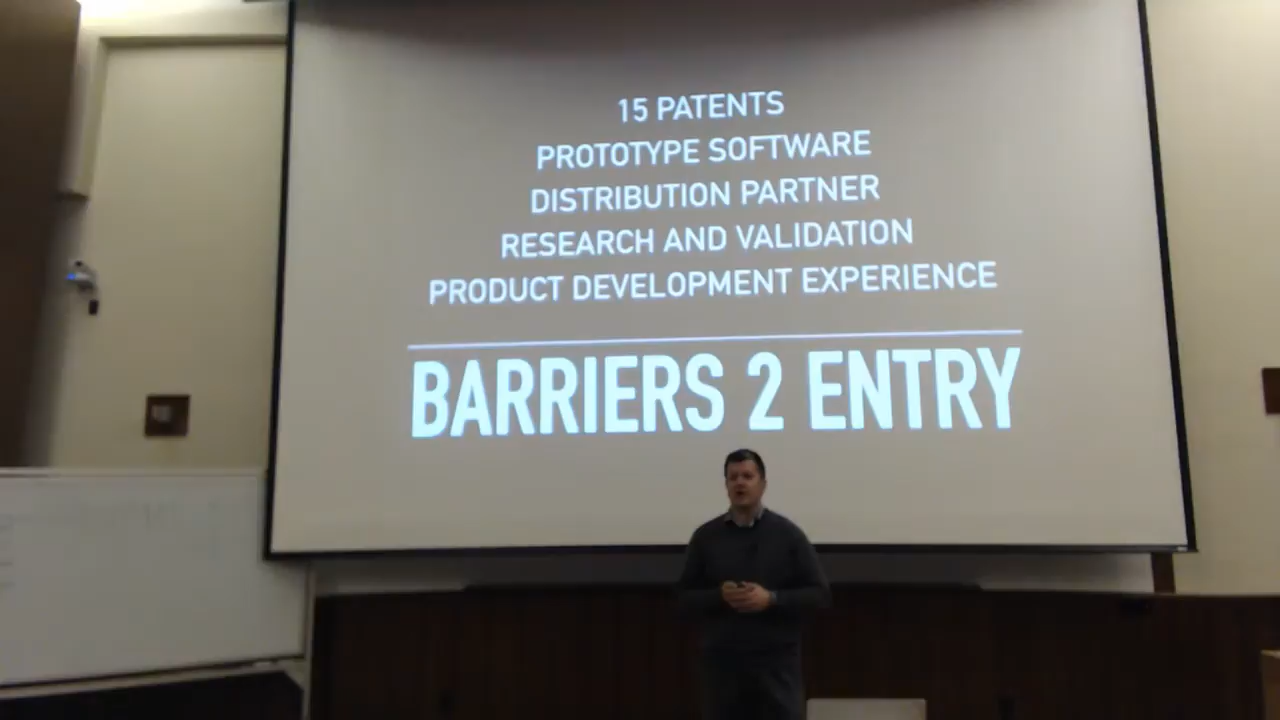 15 PATENTS
PROTOTYPE SOFTWARE
DISTRIBUTION PARTNER
RESEARCH AND VALIDATION
PRODUCT DEVELOPMENT EXPERIENCE
BARRIERS 2 ENTRY